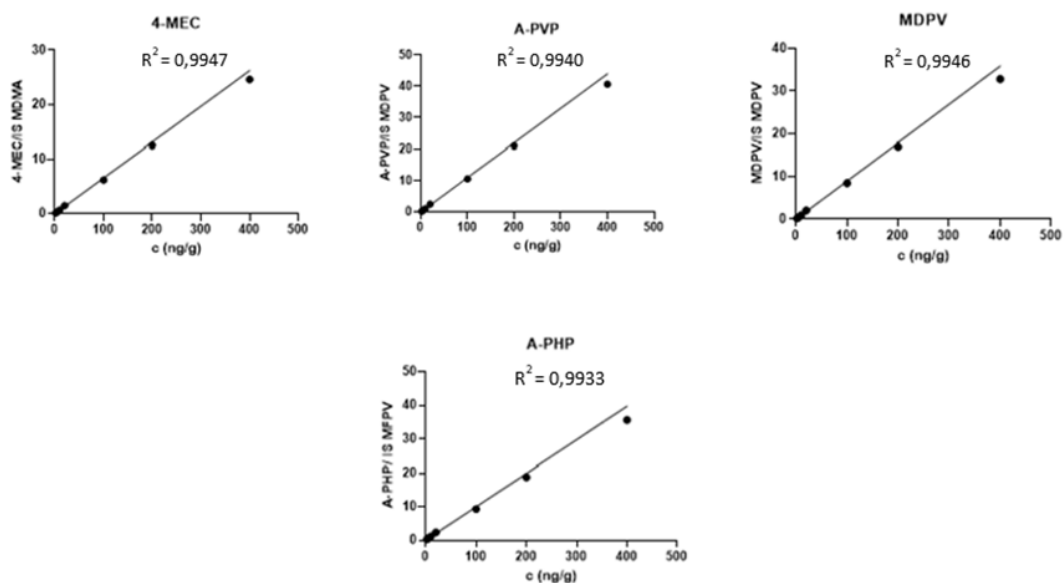 4-MEC
R² = 0,9947
4-MEC/IS MDMA
30
20
10
0
0 100 200 300 400 500
c (ng/g)
A-PVP
R² = 0,9940
A-PVP/IS MDPV
50
40
30
20
10
0
0 100 200 300 400 500
c (ng/g)
MDPV
R² = 0,9946
MDPV/IS MDPV
40
30
20
10
0
0 100 200 300 400 500
c (ng/g)
A-PHP
R² = 0,9933
A-PHP/ IS MFPV
50
40
30
20
10
0
0 100 200 300 400 500
c (ng/g)